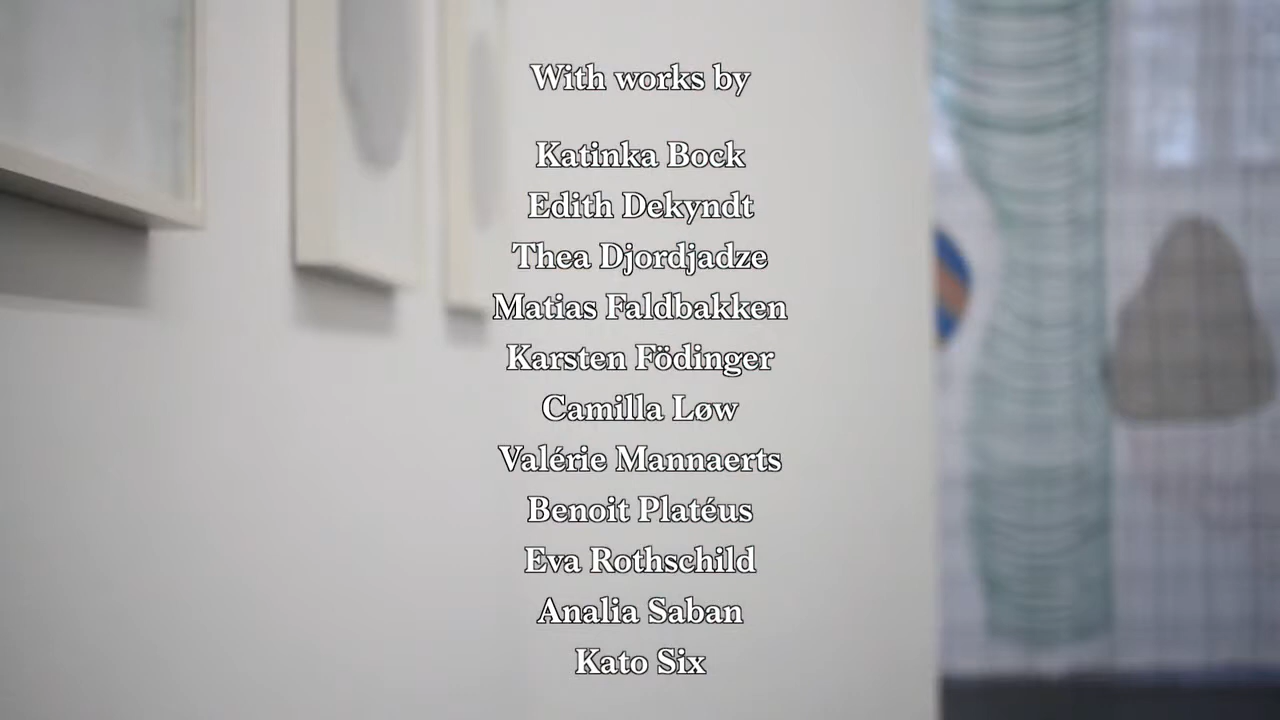 With works by
Katinka Bock
Edith Dekyndt
Thea Djordjadze
Matias Faldbakken
Karsten Födinger
Camilla Løw
Valérie Mannaerts
Benoit Platéus
Eva Rothschild
Analia Saban
Kato Six